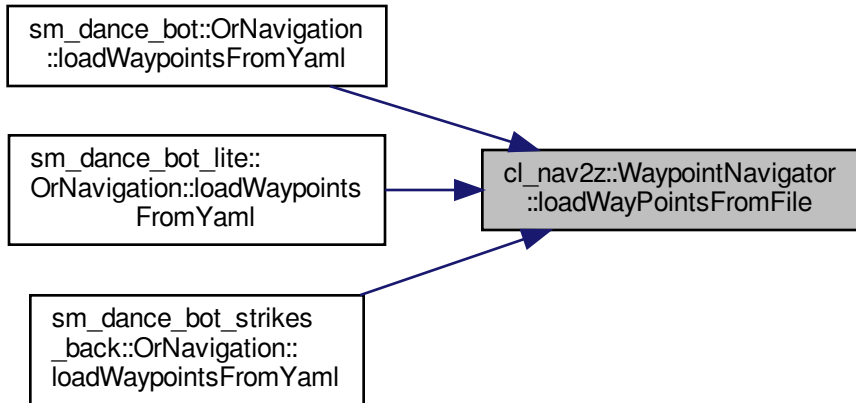 sm_dance_bot::OrNavigation
::loadWaypointsFromYaml
sm_dance_bot_lite::
OrNavigation::loadWaypoints
FromYaml
cl_nav2z::WaypointNavigator
::loadWayPointsFromFile
sm_dance_bot_strikes
_back::OrNavigation::
loadWaypointsFromYaml